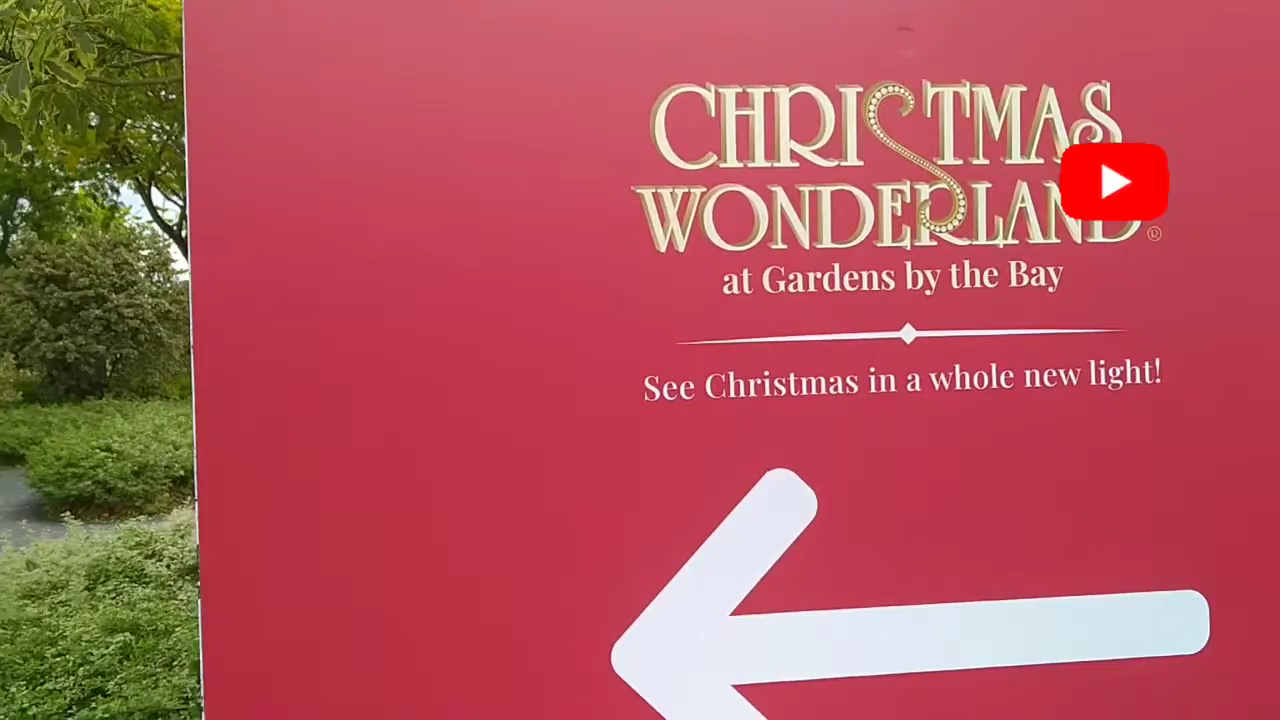 CHRISTMAS
WONDERLAND®
at Gardens by the Bay
See Christmas in a whole new light!